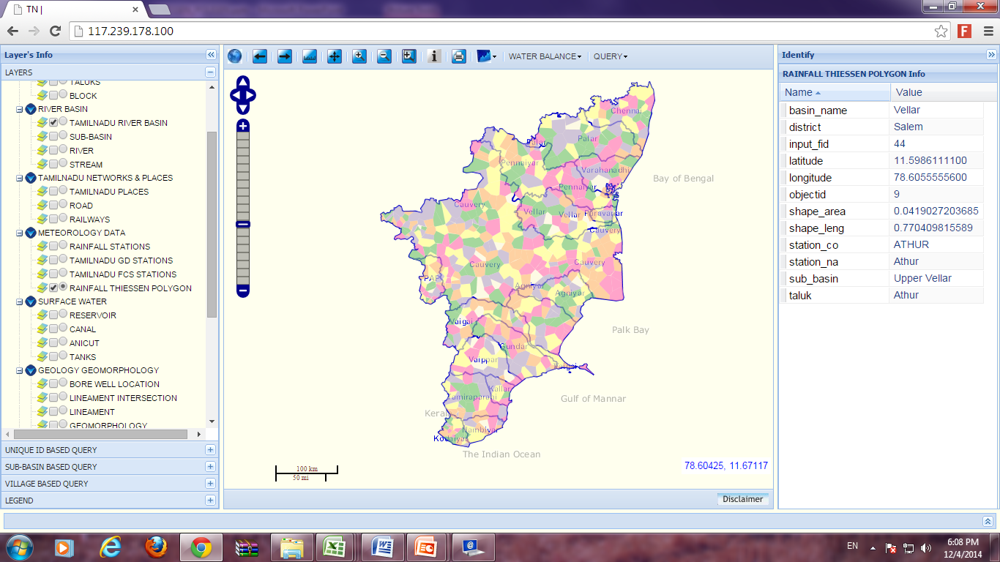 TN |
117.239.178.100
Layer's Info
LAYERS
TALUKS
BLOCK
RIVER BASIN
TAMILNADU RIVER BASIN
SUB-BASIN
RIVER
STREAM
TAMILNADU NETWORKS & PLACES
TAMILNADU PLACES
ROAD
RAILWAYS
METEOROLOGY DATA
RAINFALL STATIONS
TAMILNADU GD STATIONS
TAMILNADU FCS STATIONS
RAINFALL THIESSEN POLYGON
SURFACE WATER
RESERVOIR
CANAL
ANICUT
TANKS
GEOLOGY GEOMORPHOLOGY
BORE WELL LOCATION
LINEAMENT INTERSECTION
LINEAMENT
GEOMORPHOLOGY
UNIQUE ID BASED QUERY
SUB-BASIN BASED QUERY
VILLAGE BASED QUERY
LEGEND
WATER BALANCE
QUERY
Chennai
Palar
Palar
Pennaiyar
Varahanadhi
Bay of Bengal
Pennaiyar
Cauvery
Vellar
Vellar
Paravanar
Cauvery
Cauvery
Cauvery
PAP
Agniyar
Agniyar
Vaigai
Palk Bay
Gundar
Vaippar
Vaigai
Kallar
Tamiraparani
Gulf of Mannar
Kerala
Nambiyar
Kodaiyar
The Indian Ocean
100 km
50 mi
78.60425, 11.67117
Disclaimer
Identify
RAINFALL THIESSEN POLYGON Info
Name Value
basin_name Vellar
district Salem
input_fid 44
latitude 11.5986111100
longitude 78.6055555600
objectid 9
shape_area 0.0419027203685
shape_leng 0.770409815589
station_co ATHUR
station_na Athur
sub_basin Upper Vellar
taluk Athur
EN
6:08 PM
12/4/2014